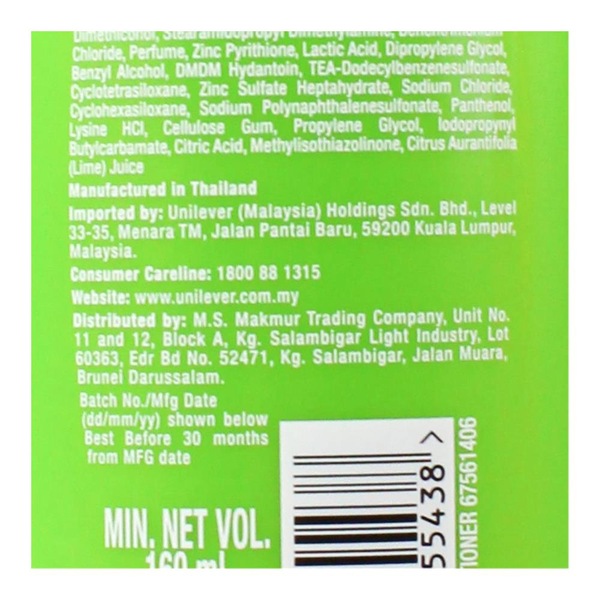 Dimethiconol, Stearamidopropyl Dimethylamine, Behentrimonium
Chloride, Perfume, Zinc Pyrithione, Lactic Acid, Dipropylene Glycol,
Benzyl Alcohol, DMDM Hydantoin, TEA-Dodecylbenzenesulfonate,
Cyclotetrasiloxane, Zinc Sulfate Heptahydrate, Sodium Chloride,
Cyclohexasiloxane, Sodium Polynaphthalenesulfonate, Panthenol,
Lysine HCl, Cellulose Gum, Propylene Glycol, Iodopropynyl
Butylcarbamate, Citric Acid, Methylisothiazolinone, Citrus Aurantifolia
(Lime) Juice
Manufactured in Thailand
Imported by: Unilever (Malaysia) Holdings Sdn. Bhd., Level
33-35, Menara TM, Jalan Pantai Baru, 59200 Kuala Lumpur,
Malaysia.
Consumer Careline: 1800 88 1315
Website: www.unilever.com.my
Distributed by: M.S. Makmur Trading Company, Unit No.
11 and 12, Block A, Kg. Salambigar Light Industry, Lot
60363, Edr Bd No. 52471, Kg. Salambigar, Jalan Muara,
Brunei Darussalam.
Batch No./Mfg Date
(dd/mm/yy) shown below
Best Before 30 months
from MFG date
MIN. NET VOL.
160 ml
55438 >
TIONER 67561406